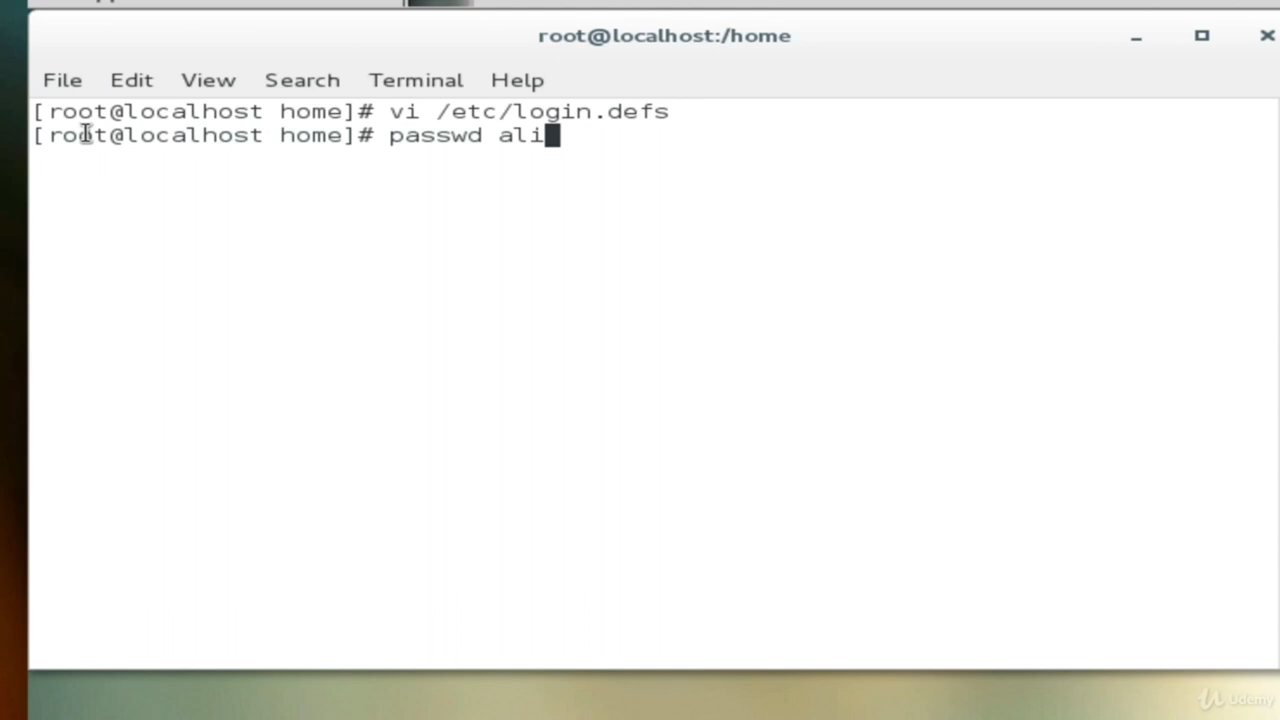 root@localhost:/home
File Edit View Search Terminal Help
[root@localhost home]# vi /etc/login.defs
[root@localhost home]# passwd ali
Udemy